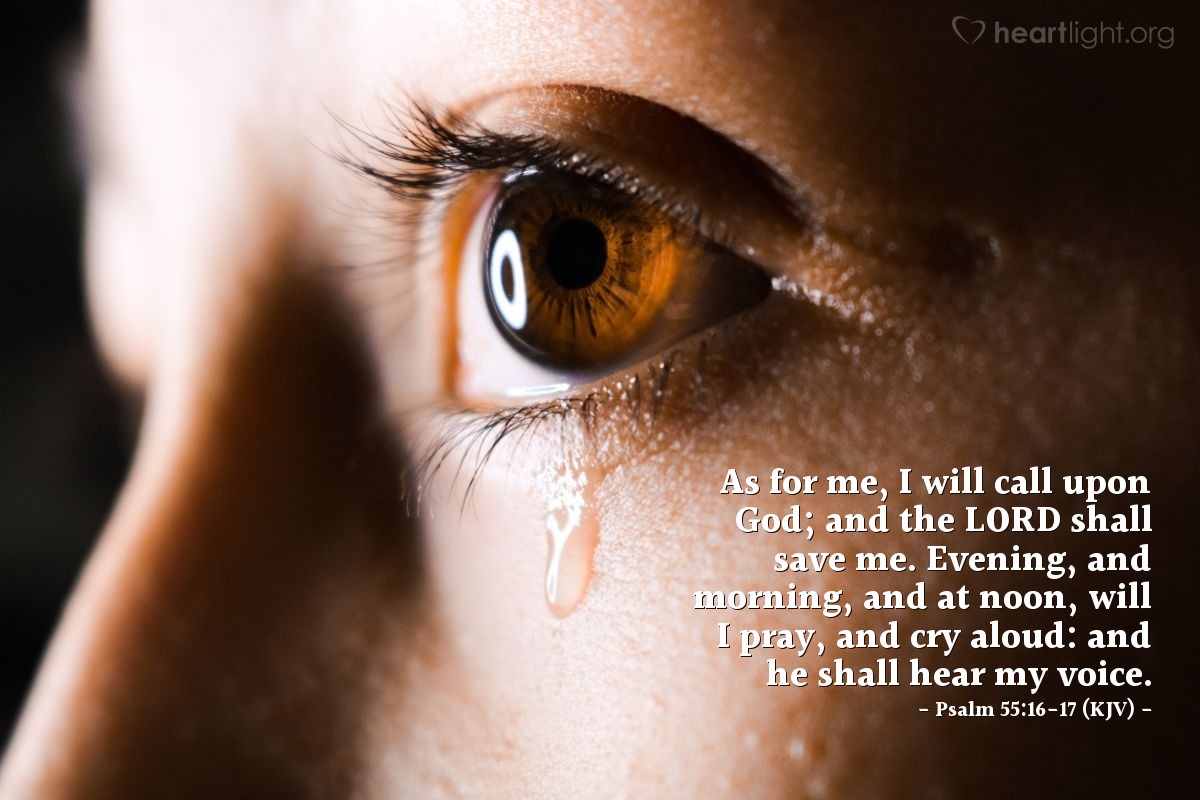 heartlight.org
As for me, I will call upon
God; and the LORD shall
save me. Evening, and
morning, and at noon, will
I pray, and cry aloud: and
he shall hear my voice.
- Psalm 55:16-17 (KJV) -